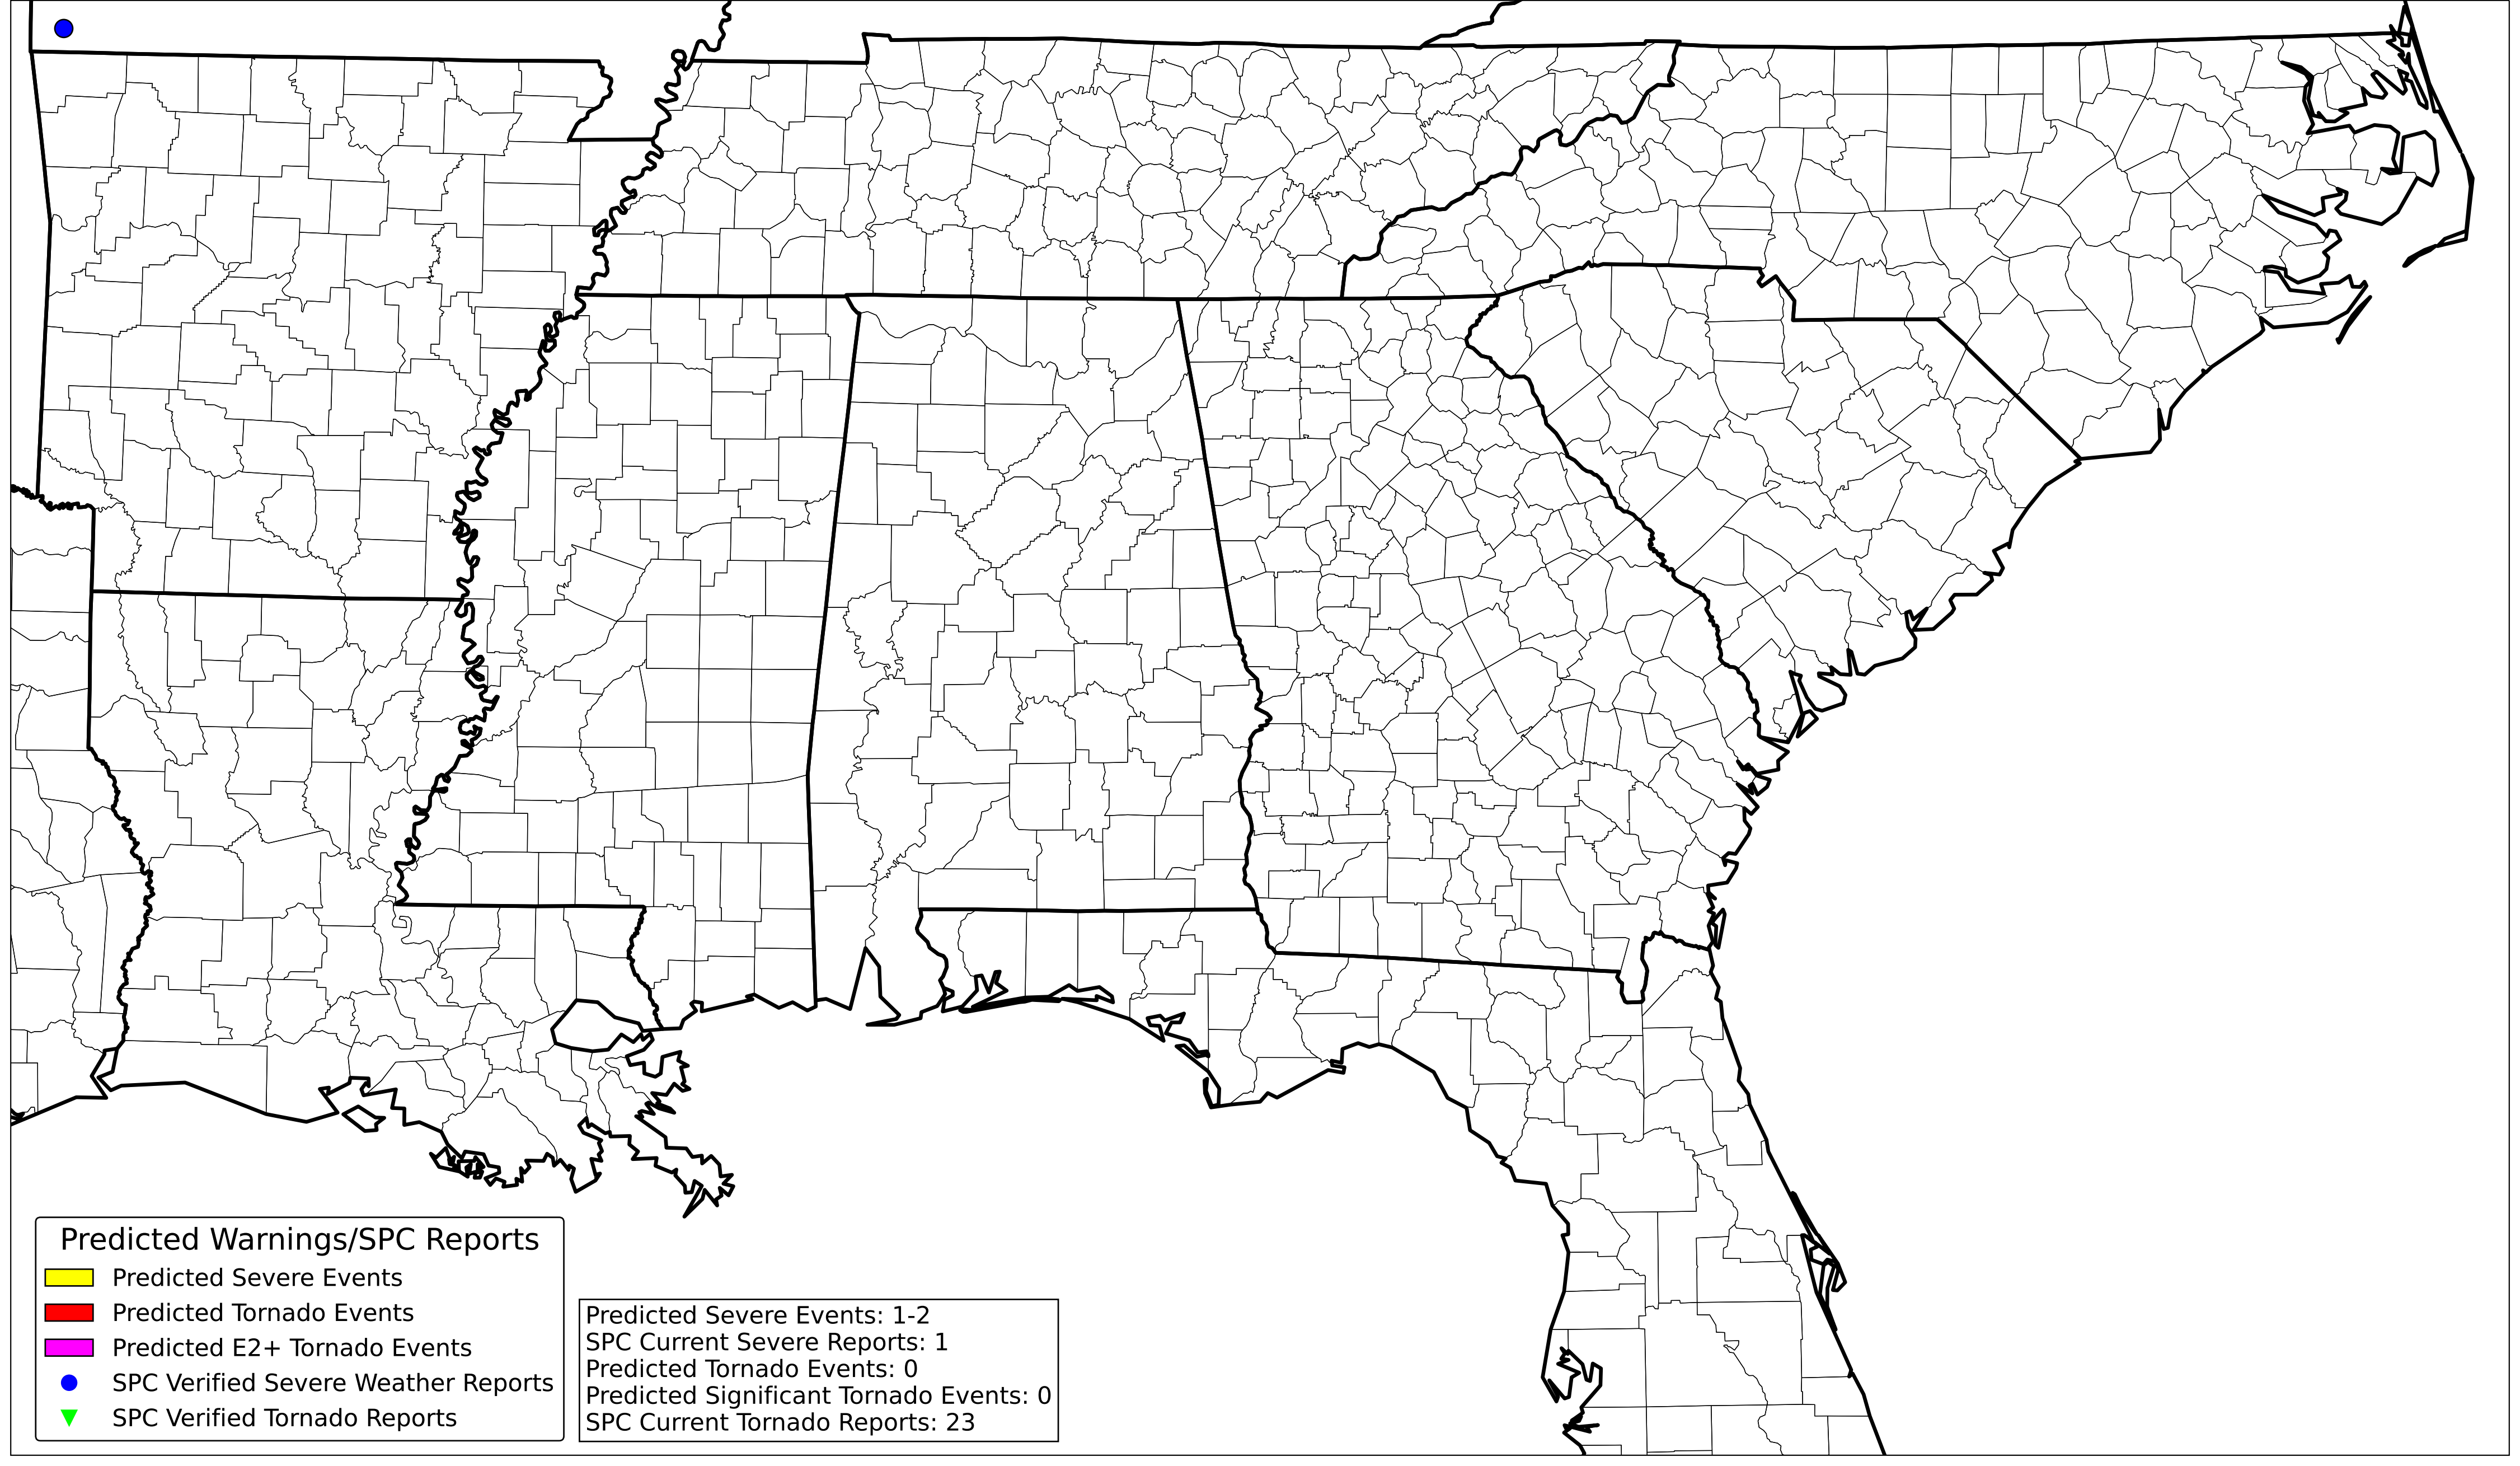 Predicted Warnings/SPC Reports
Predicted Severe Events
Predicted Tornado Events
Predicted E2+ Tornado Events
SPC Verified Severe Weather Reports
SPC Verified Tornado Reports
Predicted Severe Events: 1-2
SPC Current Severe Reports: 1
Predicted Tornado Events: 0
Predicted Significant Tornado Events: 0
SPC Current Tornado Reports: 23